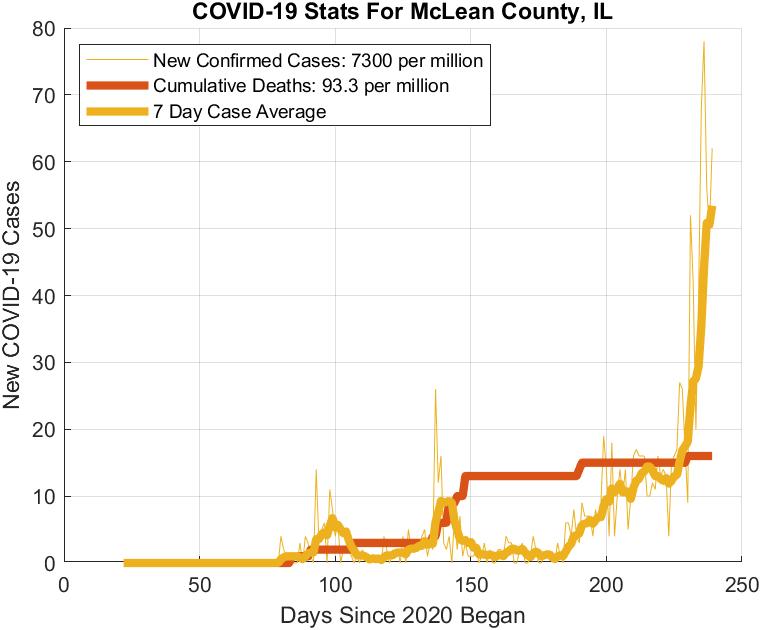 COVID-19 Stats For McLean County, IL
New Confirmed Cases: 7300 per million
Cumulative Deaths: 93.3 per million
7 Day Case Average
New COVID-19 Cases
80
70
60
50
40
30
20
10
0
0 50 100 150 200 250
Days Since 2020 Began